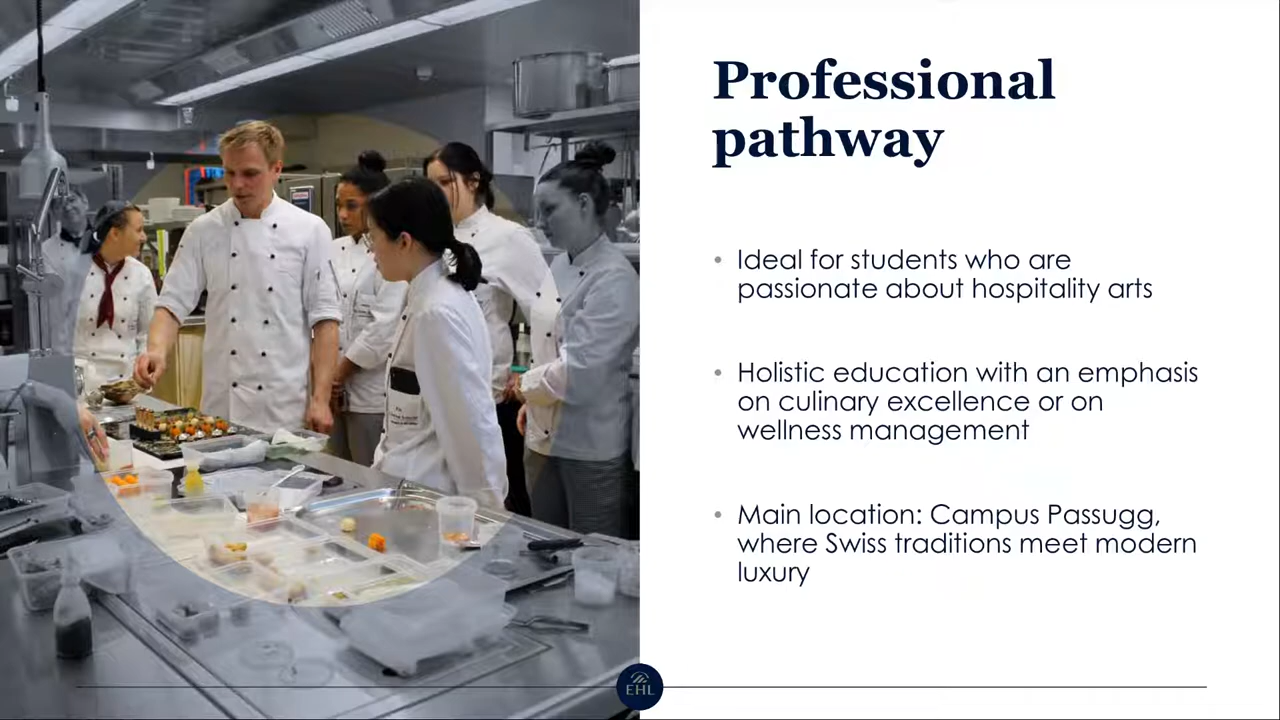 Professional
pathway
• Ideal for students who are
passionate about hospitality arts
• Holistic education with an emphasis
on culinary excellence or on
wellness management
• Main location: Campus Passugg,
where Swiss traditions meet modern
luxury
EHL